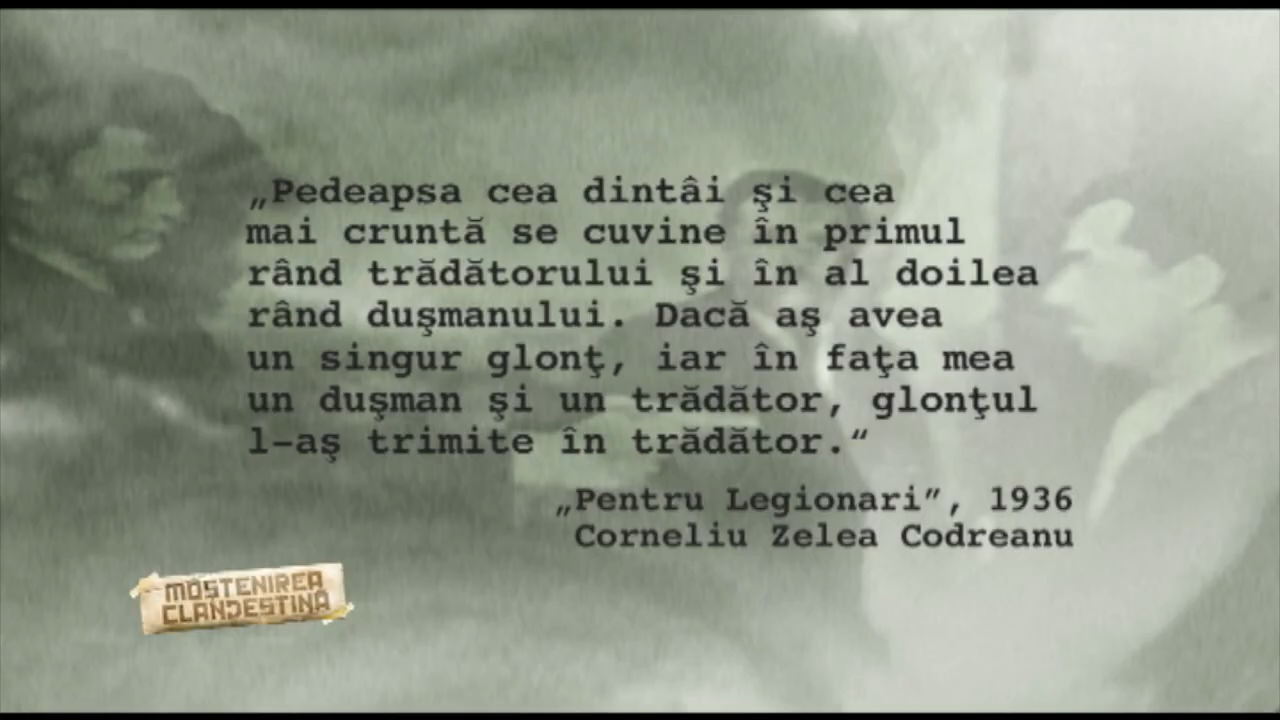 „Pedeapsa cea dintâi şi cea
mai cruntă se cuvine în primul
rând trădătorului şi în al doilea
rând duşmanului. Dacă aş avea
un singur glonţ, iar în faţa mea
un duşman şi un trădător, glonţul
l-aş trimite în trădător.“
„Pentru Legionari”, 1936
Corneliu Zelea Codreanu
MOŞTENIREA
CLANDESTINĂ